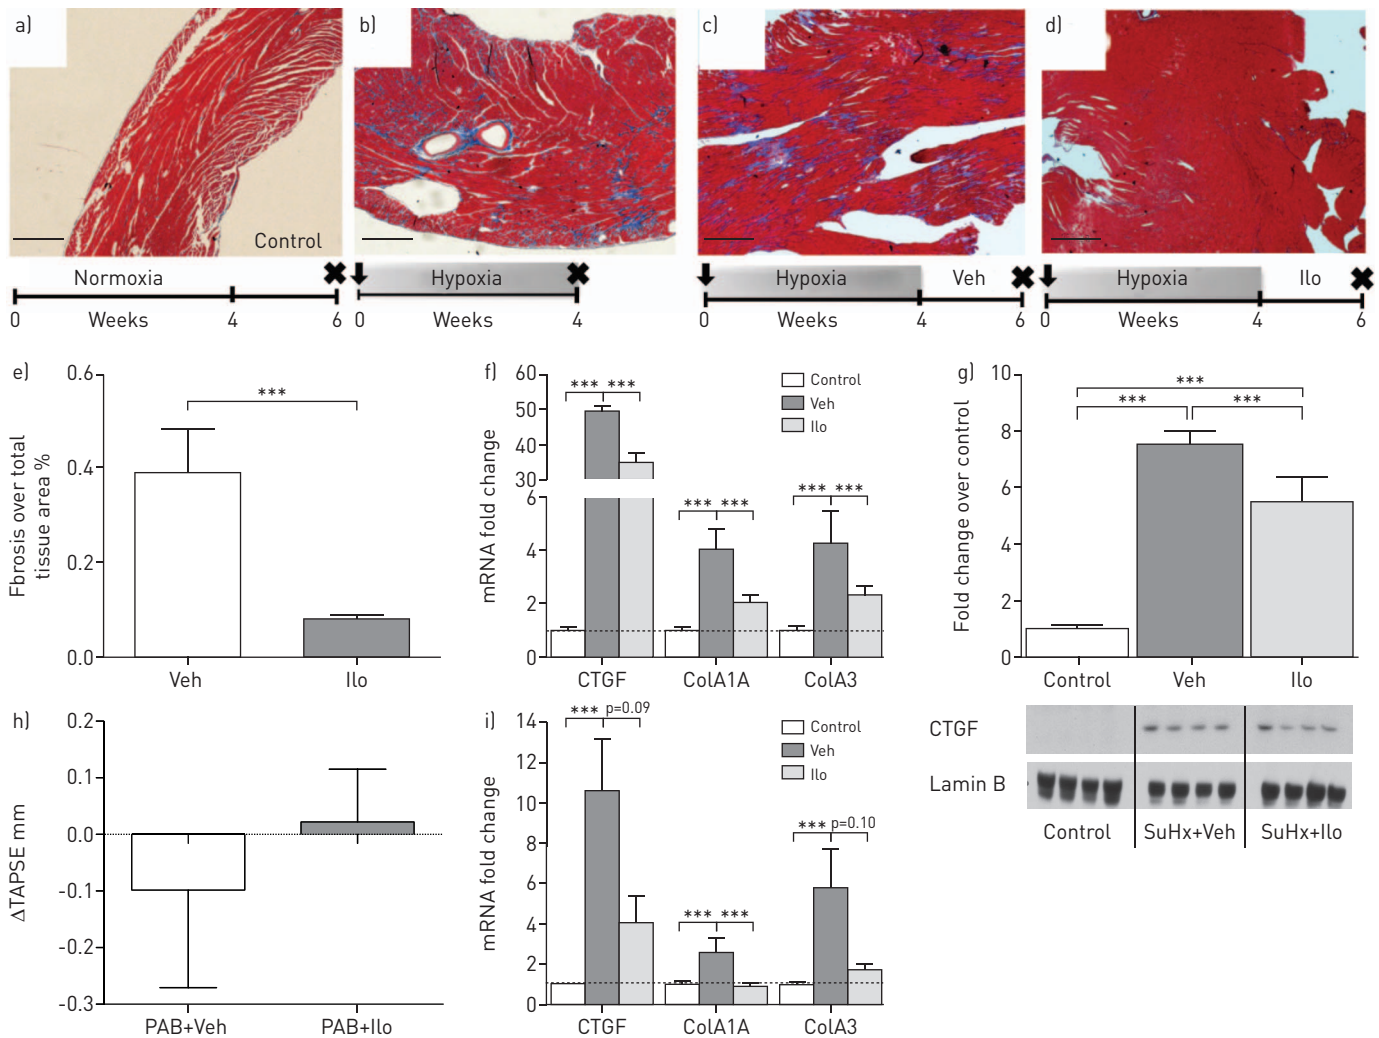 a)
Control
Normoxia
0 Weeks 4 6
b)
Hypoxia
0 Weeks 4
c)
Hypoxia Veh
0 Weeks 4 6
d)
Hypoxia Ilo
0 Weeks 4 6
e)
Fbrosis over total
tissue area %
0.6
0.4
0.2
0.0
***
Veh Ilo
f)
mRNA fold change
60
50
40
30
6
4
2
0
*** ***
*** ***
*** ***
Control
Veh
Ilo
CTGF ColA1A ColA3
g)
Fold change over control
10
8
6
4
2
0
***
*** ***
Control Veh Ilo
CTGF
Lamin B
Control SuHx+Veh SuHx+Ilo
h)
ΔTAPSE mm
0.2
0.1
0.0
-0.1
-0.2
-0.3
PAB+Veh PAB+Ilo
i)
mRNA fold change
14
12
10
8
6
4
2
0
*** p=0.09
*** ***
*** p=0.10
Control
Veh
Ilo
CTGF ColA1A ColA3